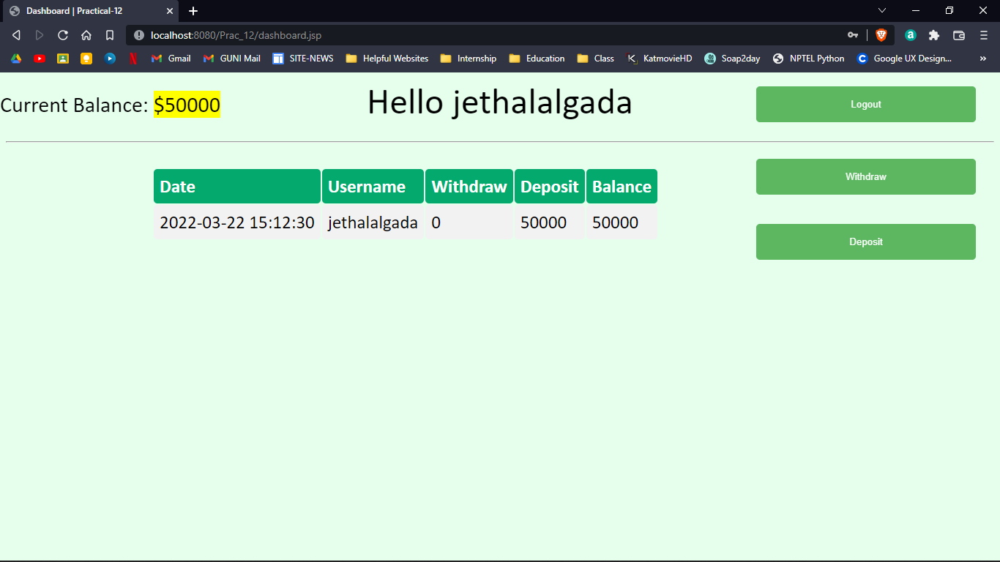 Dashboard | Practical-12
localhost:8080/Prac_12/dashboard.jsp
Gmail GUNI Mail SITE-NEWS Helpful Websites Internship Education Class KatmovieHD Soap2day NPTEL Python Google UX Design...
Current Balance: $50000 Hello jethalalgada Logout
Withdraw
Date Username Withdraw Deposit Balance
2022-03-22 15:12:30 jethalalgada 0 50000 50000
Deposit